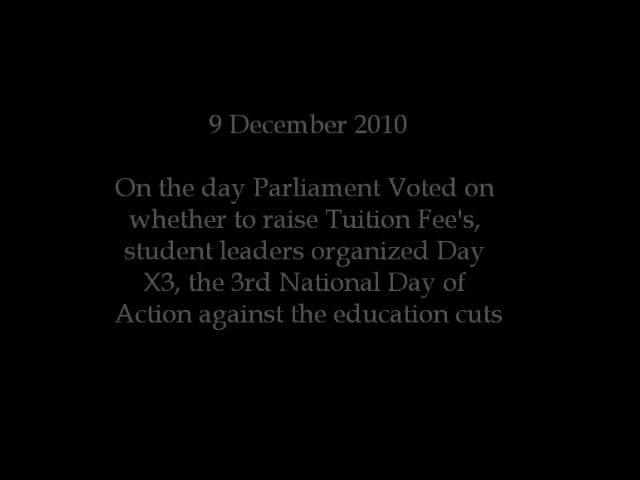 9 December 2010
On the day Parliament Voted on
whether to raise Tuition Fee's,
student leaders organized Day
X3, the 3rd National Day of
Action against the education cuts